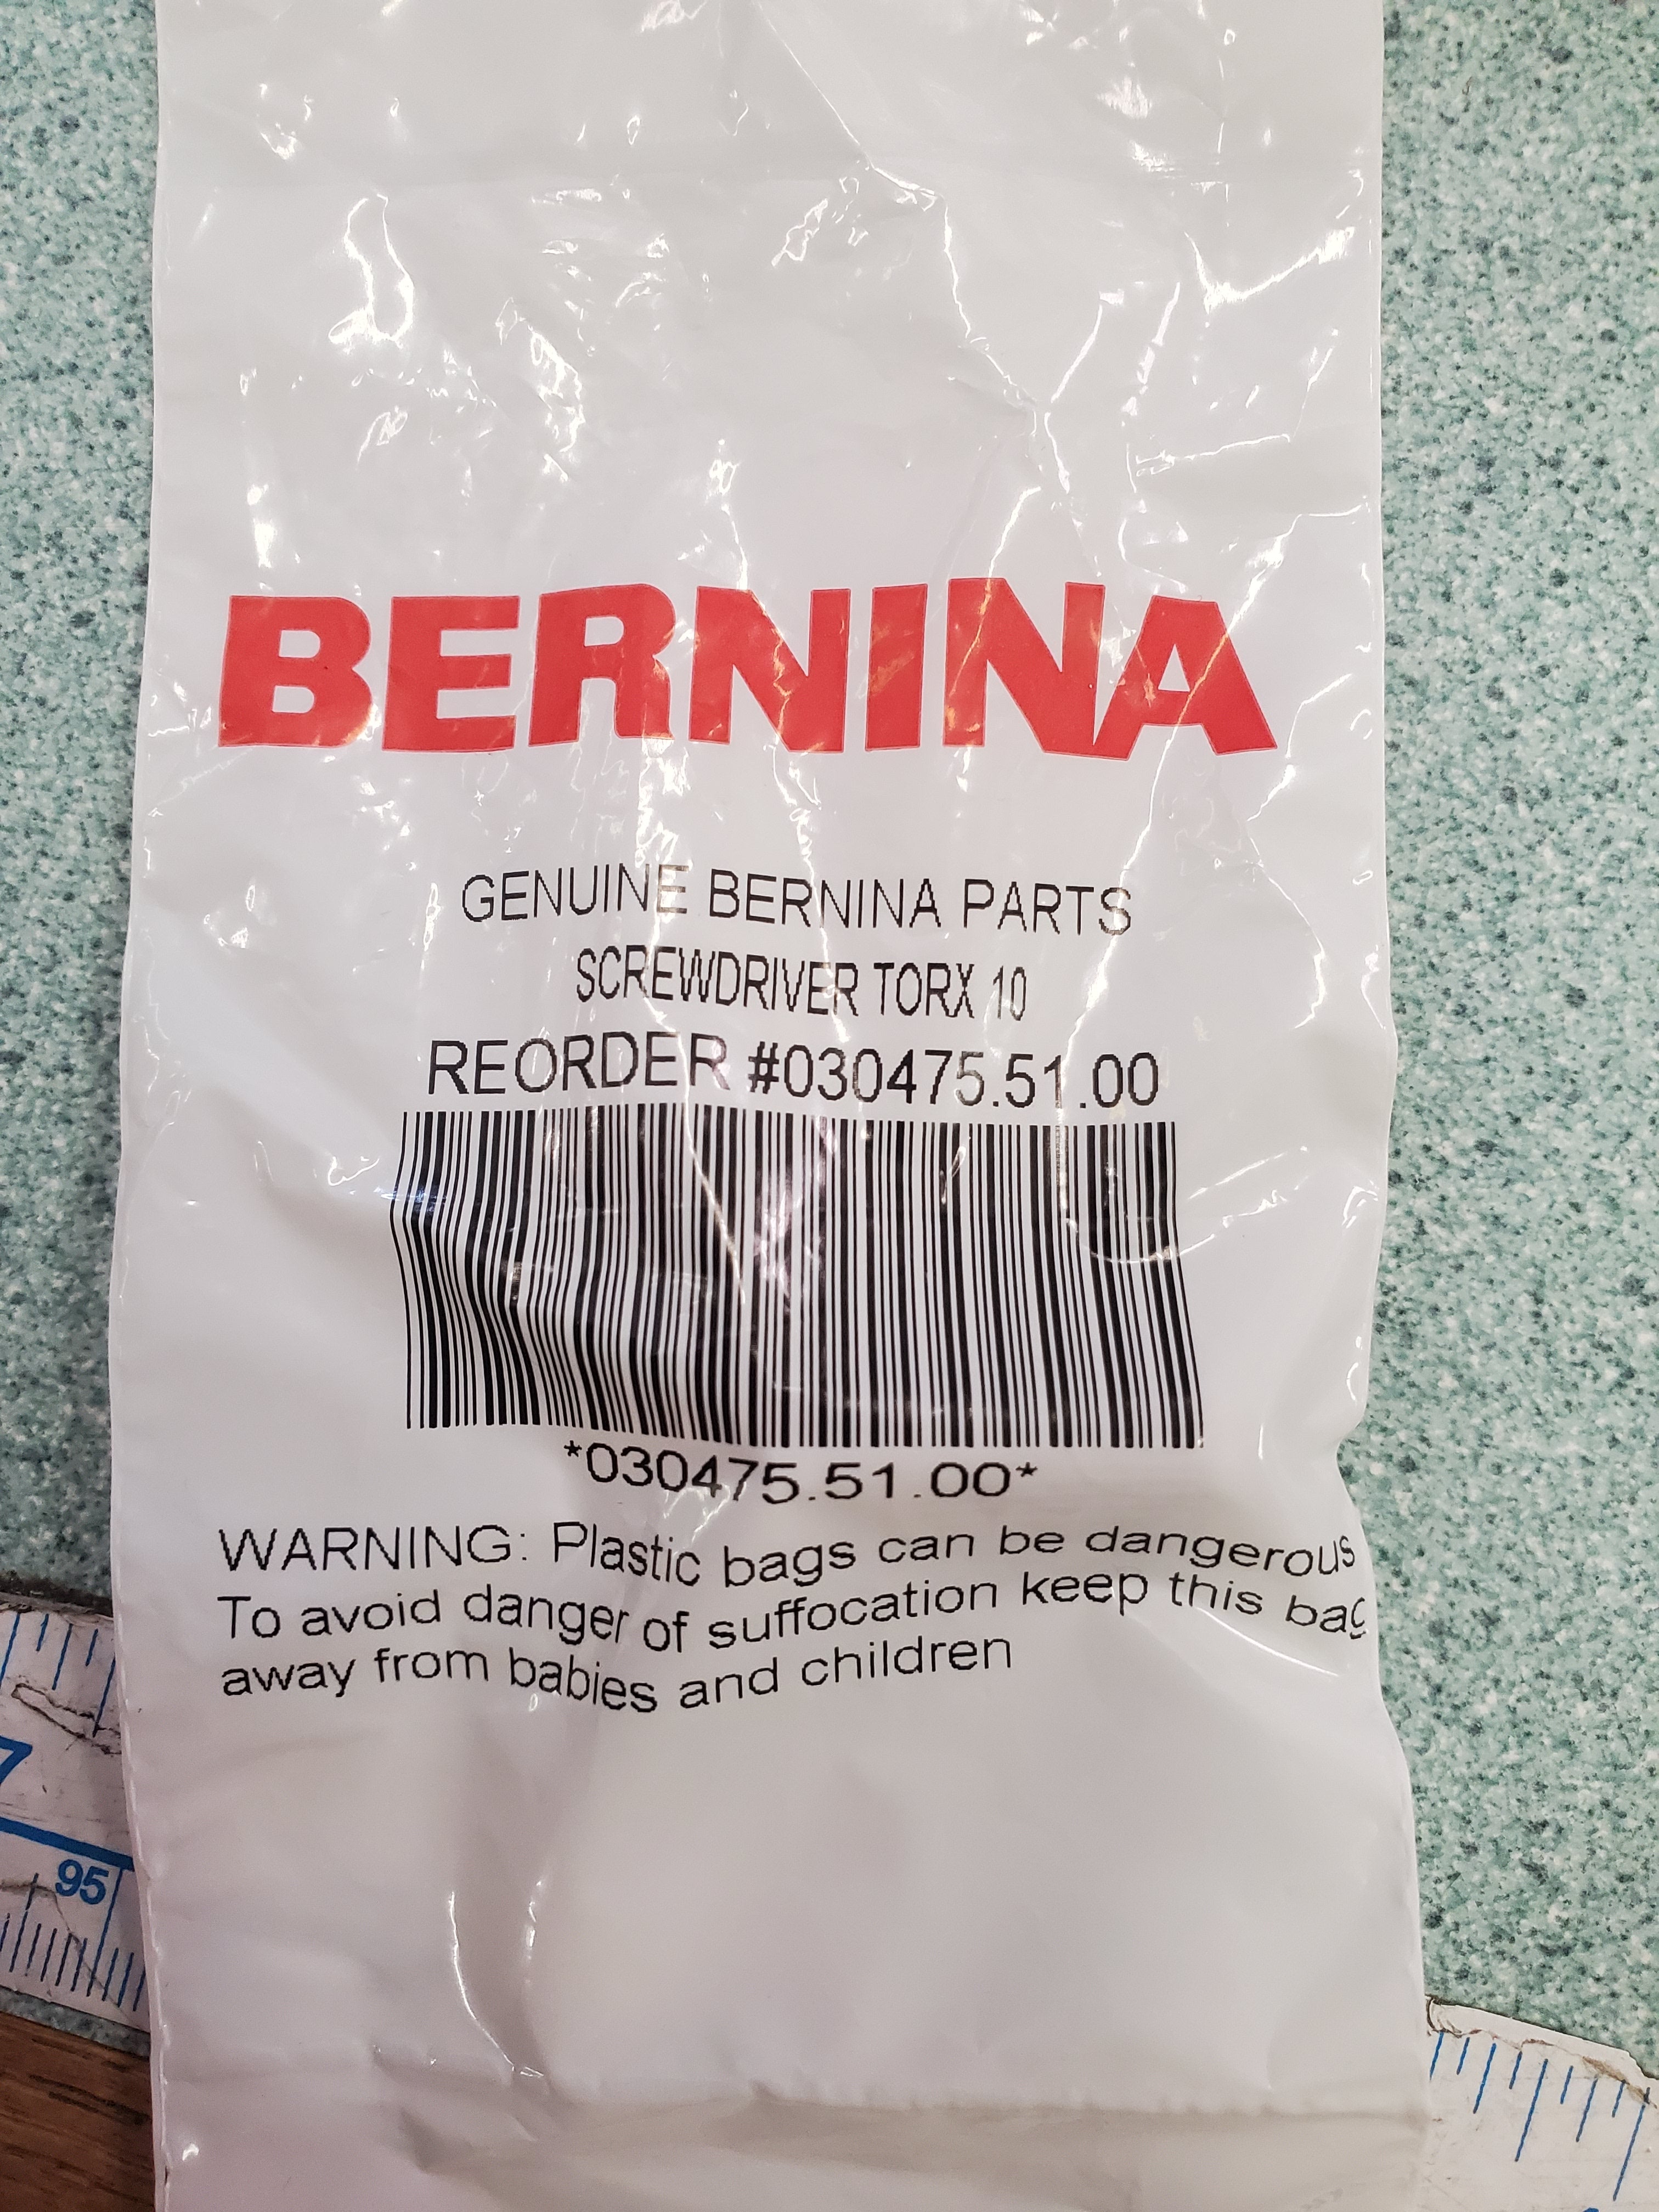 BERNINA
GENUINE BERNINA PARTS
SCREWDRIVER TORX 10
REORDER #030475.51.00
*030475.51.00*
WARNING: Plastic bags can be dangerous
To avoid danger of suffocation keep this bag
away from babies and children
7
95